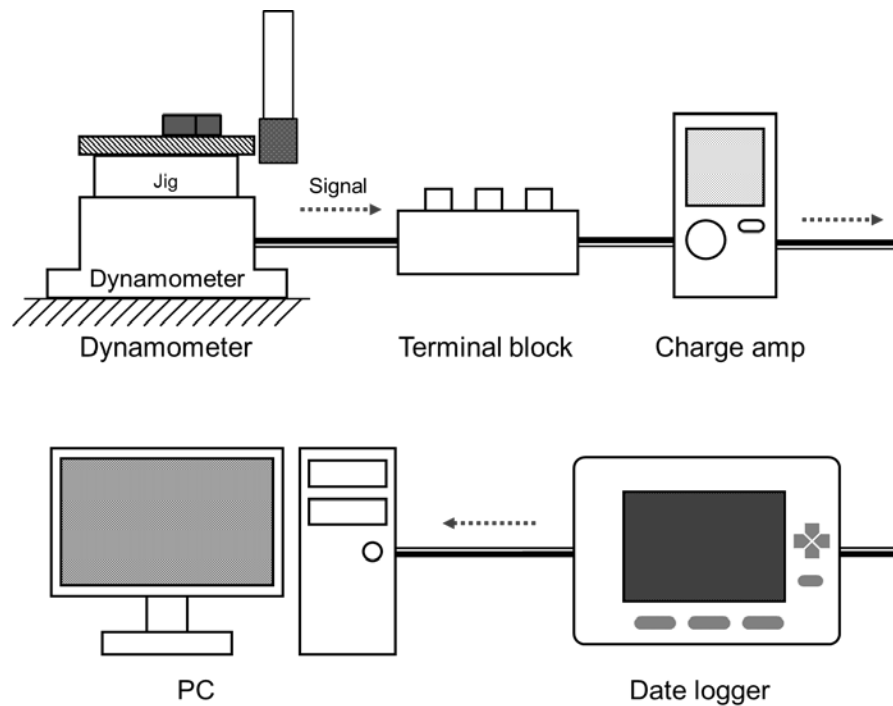 Jig
Signal
Dynamometer
Dynamometer
Terminal block
Charge amp
PC
Date logger